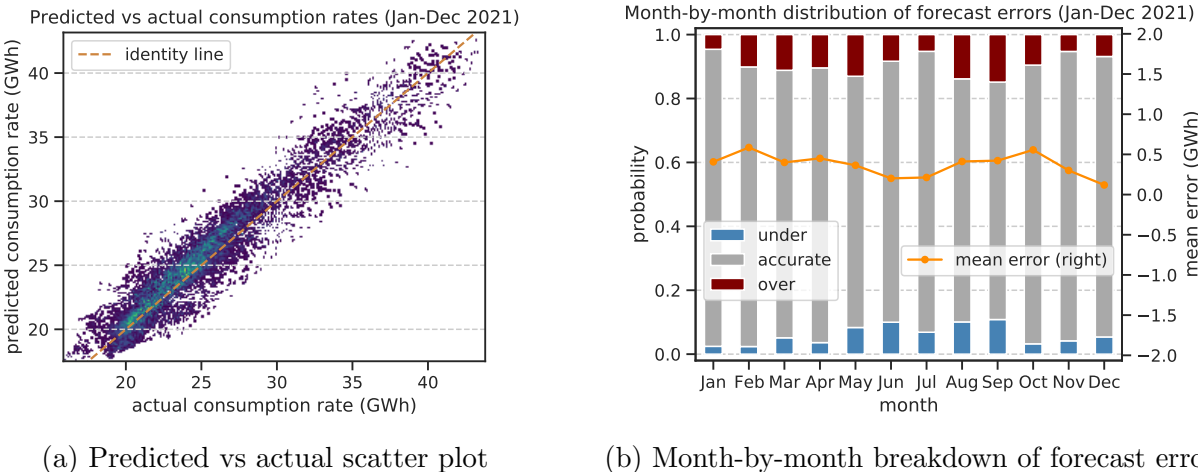 Predicted vs actual consumption rates (Jan-Dec 2021)
identity line
predicted consumption rate (GWh)
40
35
30
25
20
20 25 30 35 40
actual consumption rate (GWh)
(a) Predicted vs actual scatter plot
Month-by-month distribution of forecast errors (Jan-Dec 2021)
probability
1.0
0.8
0.6
0.4
0.2
0.0
under
accurate
over
mean error (right)
2.0
1.5
1.0
0.5
0.0
−0.5
−1.0
−1.5
−2.0
mean error (GWh)
Jan Feb Mar Apr May Jun Jul Aug Sep Oct Nov Dec
month
(b) Month-by-month breakdown of forecast erro